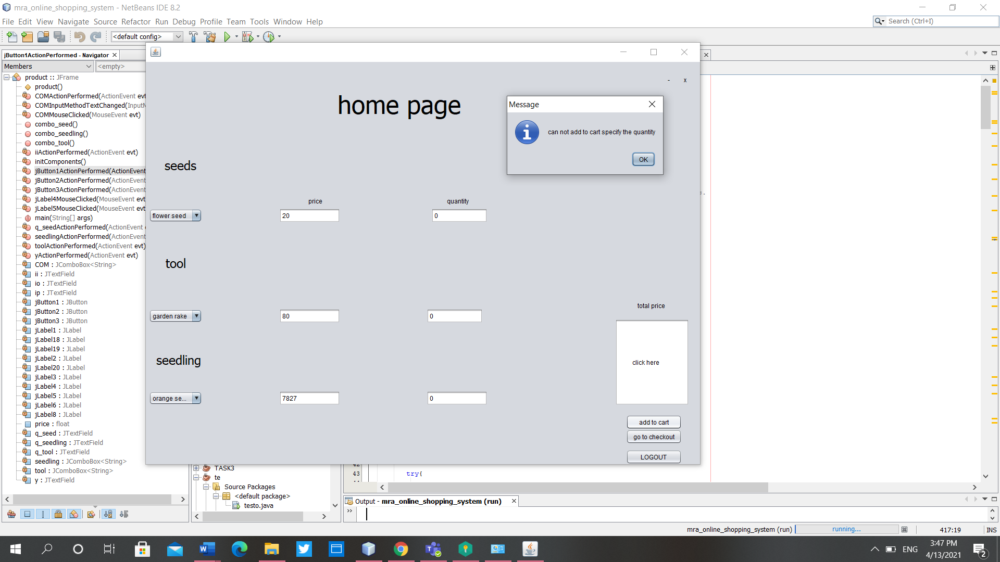 mra_online_shopping_system - NetBeans IDE 8.2
File Edit View Navigate Source Refactor Run Debug Profile Team Tools Window Help
Search (Ctrl+I)
<default config>
jButton1ActionPerformed - Navigator
Members
<empty>
product :: JFrame
product()
COMActionPerformed(ActionEvent evt
COMInputMethodTextChanged(InputM
COMMouseClicked(MouseEvent evt)
combo_seed()
combo_seedling()
combo_tool()
iiActionPerformed(ActionEvent evt)
initComponents()
jButton1ActionPerformed(ActionEvent
jButton2ActionPerformed(ActionEvent
jButton3ActionPerformed(ActionEvent
jLabel4MouseClicked(MouseEvent evt
jLabel5MouseClicked(MouseEvent evt
main(String[] args)
q_seedActionPerformed(ActionEvent
seedlingActionPerformed(ActionEvent
toolActionPerformed(ActionEvent evt)
yActionPerformed(ActionEvent evt)
COM : JComboBox<String>
ii : JTextField
io : JTextField
ip : JTextField
jButton1 : JButton
jButton2 : JButton
jButton3 : JButton
jLabel1 : JLabel
jLabel18 : JLabel
jLabel19 : JLabel
jLabel2 : JLabel
jLabel20 : JLabel
jLabel3 : JLabel
jLabel4 : JLabel
jLabel5 : JLabel
jLabel6 : JLabel
jLabel8 : JLabel
price : float
q_seed : JTextField
q_seedling : JTextField
q_tool : JTextField
seedling : JComboBox<String>
tool : JComboBox<String>
y : JTextField
- x
home page
Message
can not add to cart specify the quantity
OK
seeds
price quantity
flower seed 20 0
tool
garden rake 80 0
total price
click here
seedling
orange se... 7827 0
add to cart
go to checkout
LOGOUT
TASK3
te
Source Packages
<default package>
testo.java
43 try{
Output - mra_online_shopping_system (run)
mra_online_shopping_system (run) running... 417:19 INS
ENG
3:47 PM
4/13/2021
2